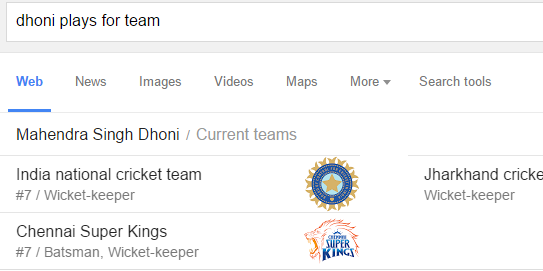 dhoni plays for team
Web News Images Videos Maps More Search tools
Mahendra Singh Dhoni / Current teams
India national cricket team
#7 / Wicket-keeper
Jharkhand cricke
Wicket-keeper
Chennai Super Kings
#7 / Batsman, Wicket-keeper
CHENNAI
SUPER
KINGS